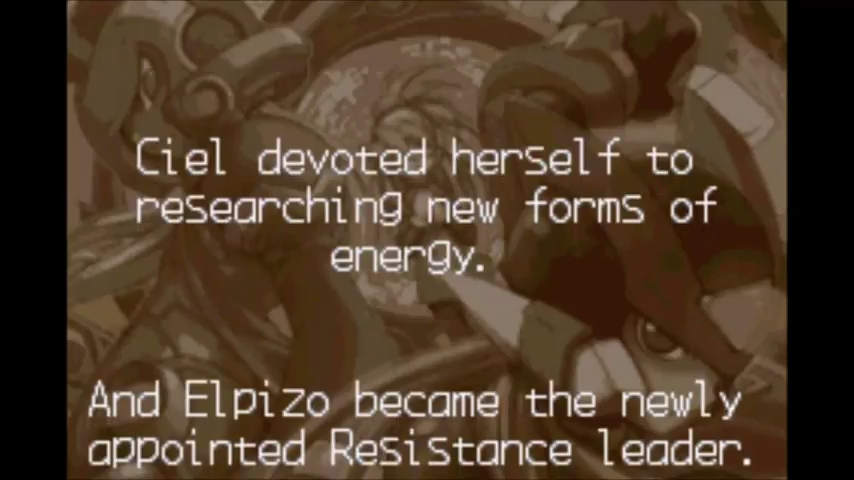 Ciel devoted herself to
researching new forms of
energy.
And Elpizo became the newly
appointed Resistance leader.